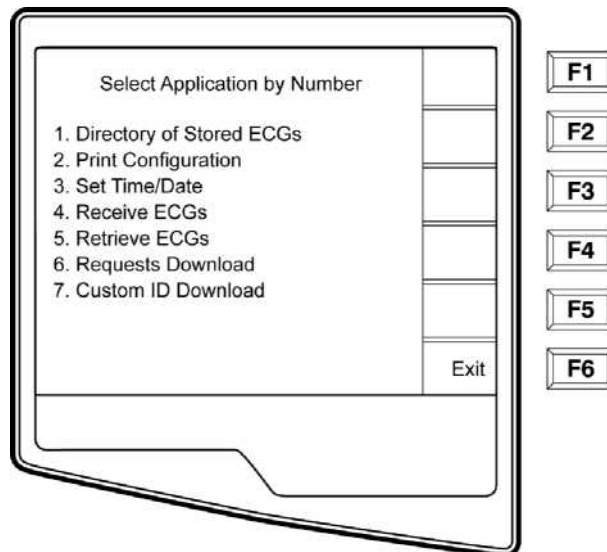 Select Application by Number
1. Directory of Stored ECGs
2. Print Configuration
3. Set Time/Date
4. Receive ECGs
5. Retrieve ECGs
6. Requests Download
7. Custom ID Download
Exit
F1
F2
F3
F4
F5
F6